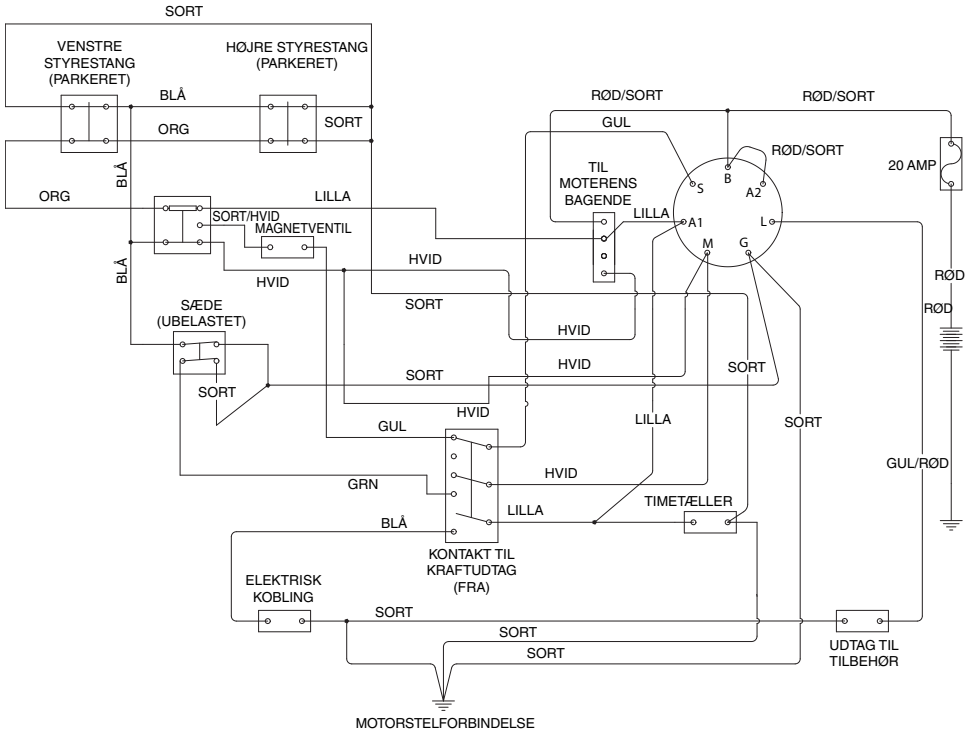 SORT
VENSTRE
STYRESTANG
(PARKERET)
HØJRE STYRESTANG
(PARKERET)
BLÅ
SORT
ORG
BLÅ
RØD/SORT
RØD/SORT
GUL
RØD/SORT
20 AMP
TIL
MOTERENS
BAGENDE
S
B
A2
A1
L
M
G
ORG
LILLA
LILLA
SORT/HVID
MAGNETVENTIL
BLÅ
HVID
HVID
SORT
RØD
RØD
SÆDE
(UBELASTET)
HVID
SORT
HVID
SORT
SORT
HVID
LILLA
SORT
GUL
GUL/RØD
HVID
GRN
LILLA
TIMETÆLLER
BLÅ
KONTAKT TIL
KRAFTUDTAG
(FRA)
ELEKTRISK
KOBLING
SORT
SORT
SORT
UDTAG TIL
TILBEHØR
MOTORSTELFORBINDELSE